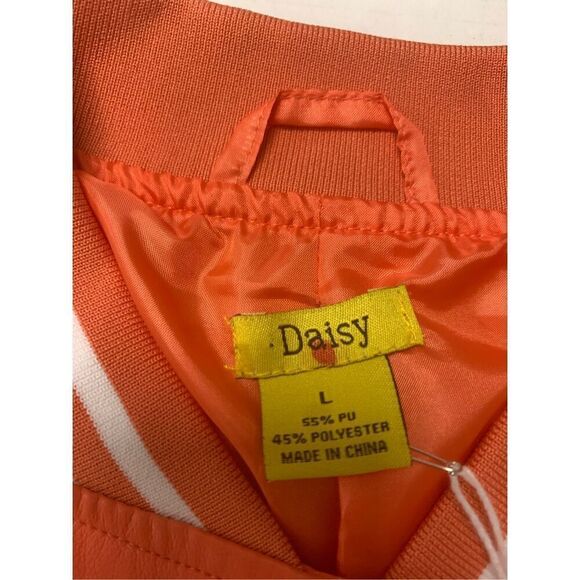 Daisy
L
55% PU
45% POLYESTER
MADE IN CHINA